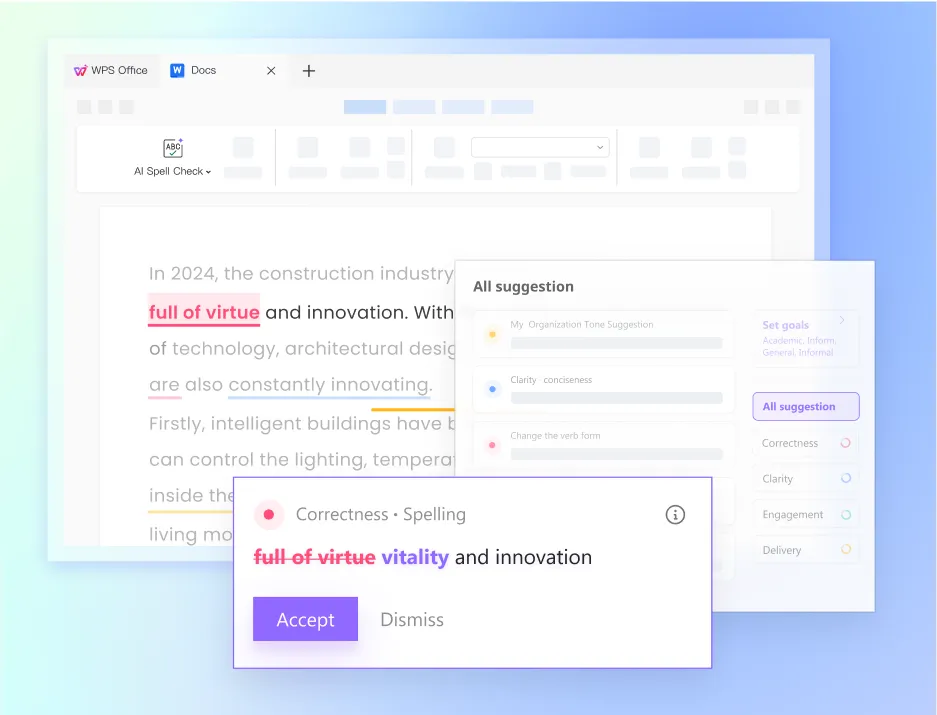 WPS Office
Docs
AI Spell Check
ABC
In 2024, the construction industry
full of virtue and innovation. With
of technology, architectural desig
are also constantly innovating.
Firstly, intelligent buildings have b
can control the lighting, tempera
inside the
living mo
All suggestion
My Organization Tone Suggestion
Clarity · conciseness
Change the verb form
Set goals
Academic, Inform,
General, Informal
All suggestion
Correctness
Clarity
Engagement
Delivery
Correctness • Spelling
full of virtue vitality and innovation
Accept
Dismiss